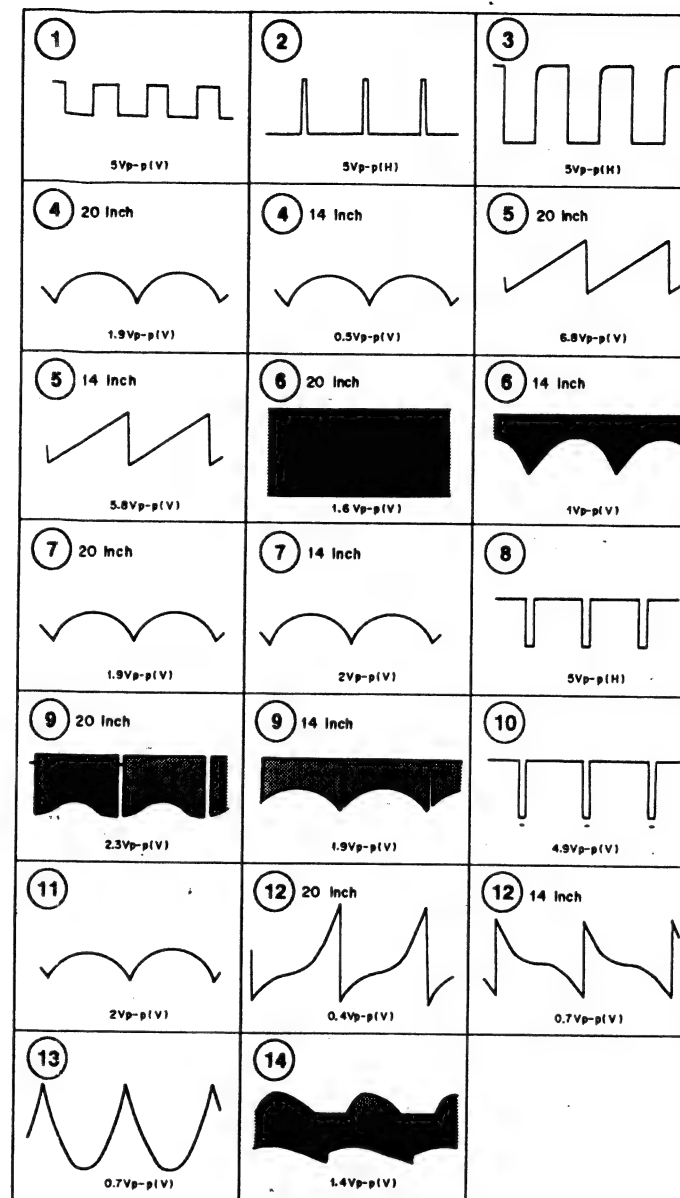 1
5Vp-p(V)
2
5Vp-p(H)
3
5Vp-p(H)
4 20 Inch
1.9Vp-p(V)
4 14 Inch
0.5Vp-p(V)
5 20 Inch
6.8Vp-p(V)
5 14 Inch
5.8Vp-p(V)
6 20 Inch
1.6Vp-p(V)
6 14 Inch
1Vp-p(V)
7 20 Inch
1.9Vp-p(V)
7 14 Inch
2Vp-p(V)
8
5Vp-p(H)
9 20 Inch
2.3Vp-p(V)
9 14 Inch
1.9Vp-p(V)
10
4.9Vp-p(V)
11
2Vp-p(V)
12 20 Inch
0.4Vp-p(V)
12 14 Inch
0.7Vp-p(V)
13
0.7Vp-p(V)
14
1.4Vp-p(V)